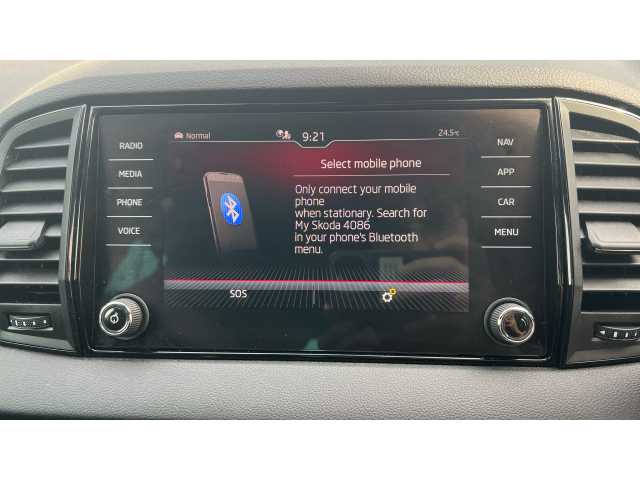 Normal
9:21
24.5°C
RADIO
MEDIA
PHONE
VOICE
Select mobile phone
Only connect your mobile
phone
when stationary. Search for
My Skoda 4086
in your phone's Bluetooth
menu.
SOS
NAV
APP
CAR
MENU